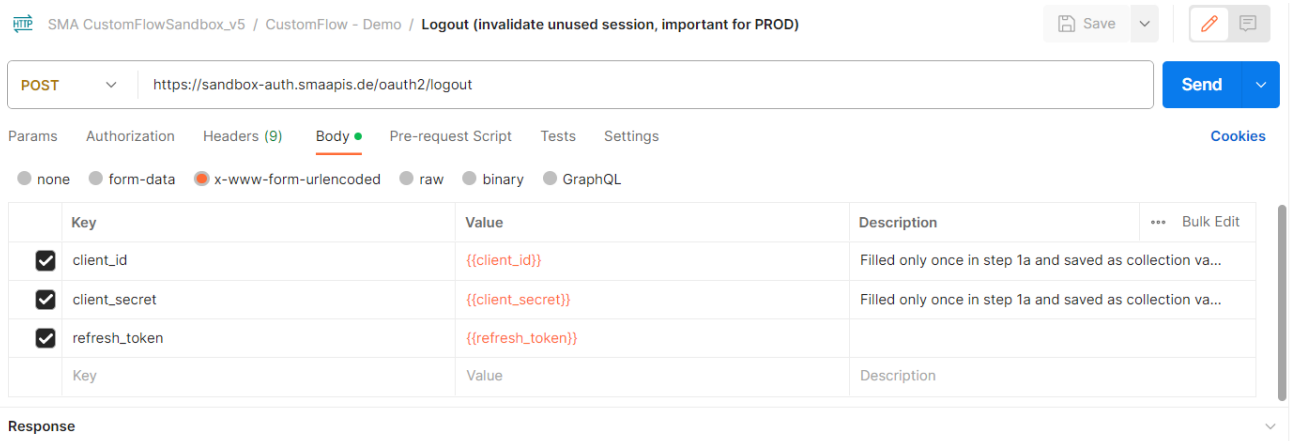 HTTP SMA CustomFlowSandbox_v5 / CustomFlow - Demo / Logout (invalidate unused session, important for PROD) Save
POST https://sandbox-auth.smaapis.de/oauth2/logout Send
Params Authorization Headers (9) Body Pre-request Script Tests Settings Cookies
none form-data x-www-form-urlencoded raw binary GraphQL
Key Value Description ••• Bulk Edit
client_id {{client_id}} Filled only once in step 1a and saved as collection va...
client_secret {{client_secret}} Filled only once in step 1a and saved as collection va...
refresh_token {{refresh_token}}
Key Value Description
Response